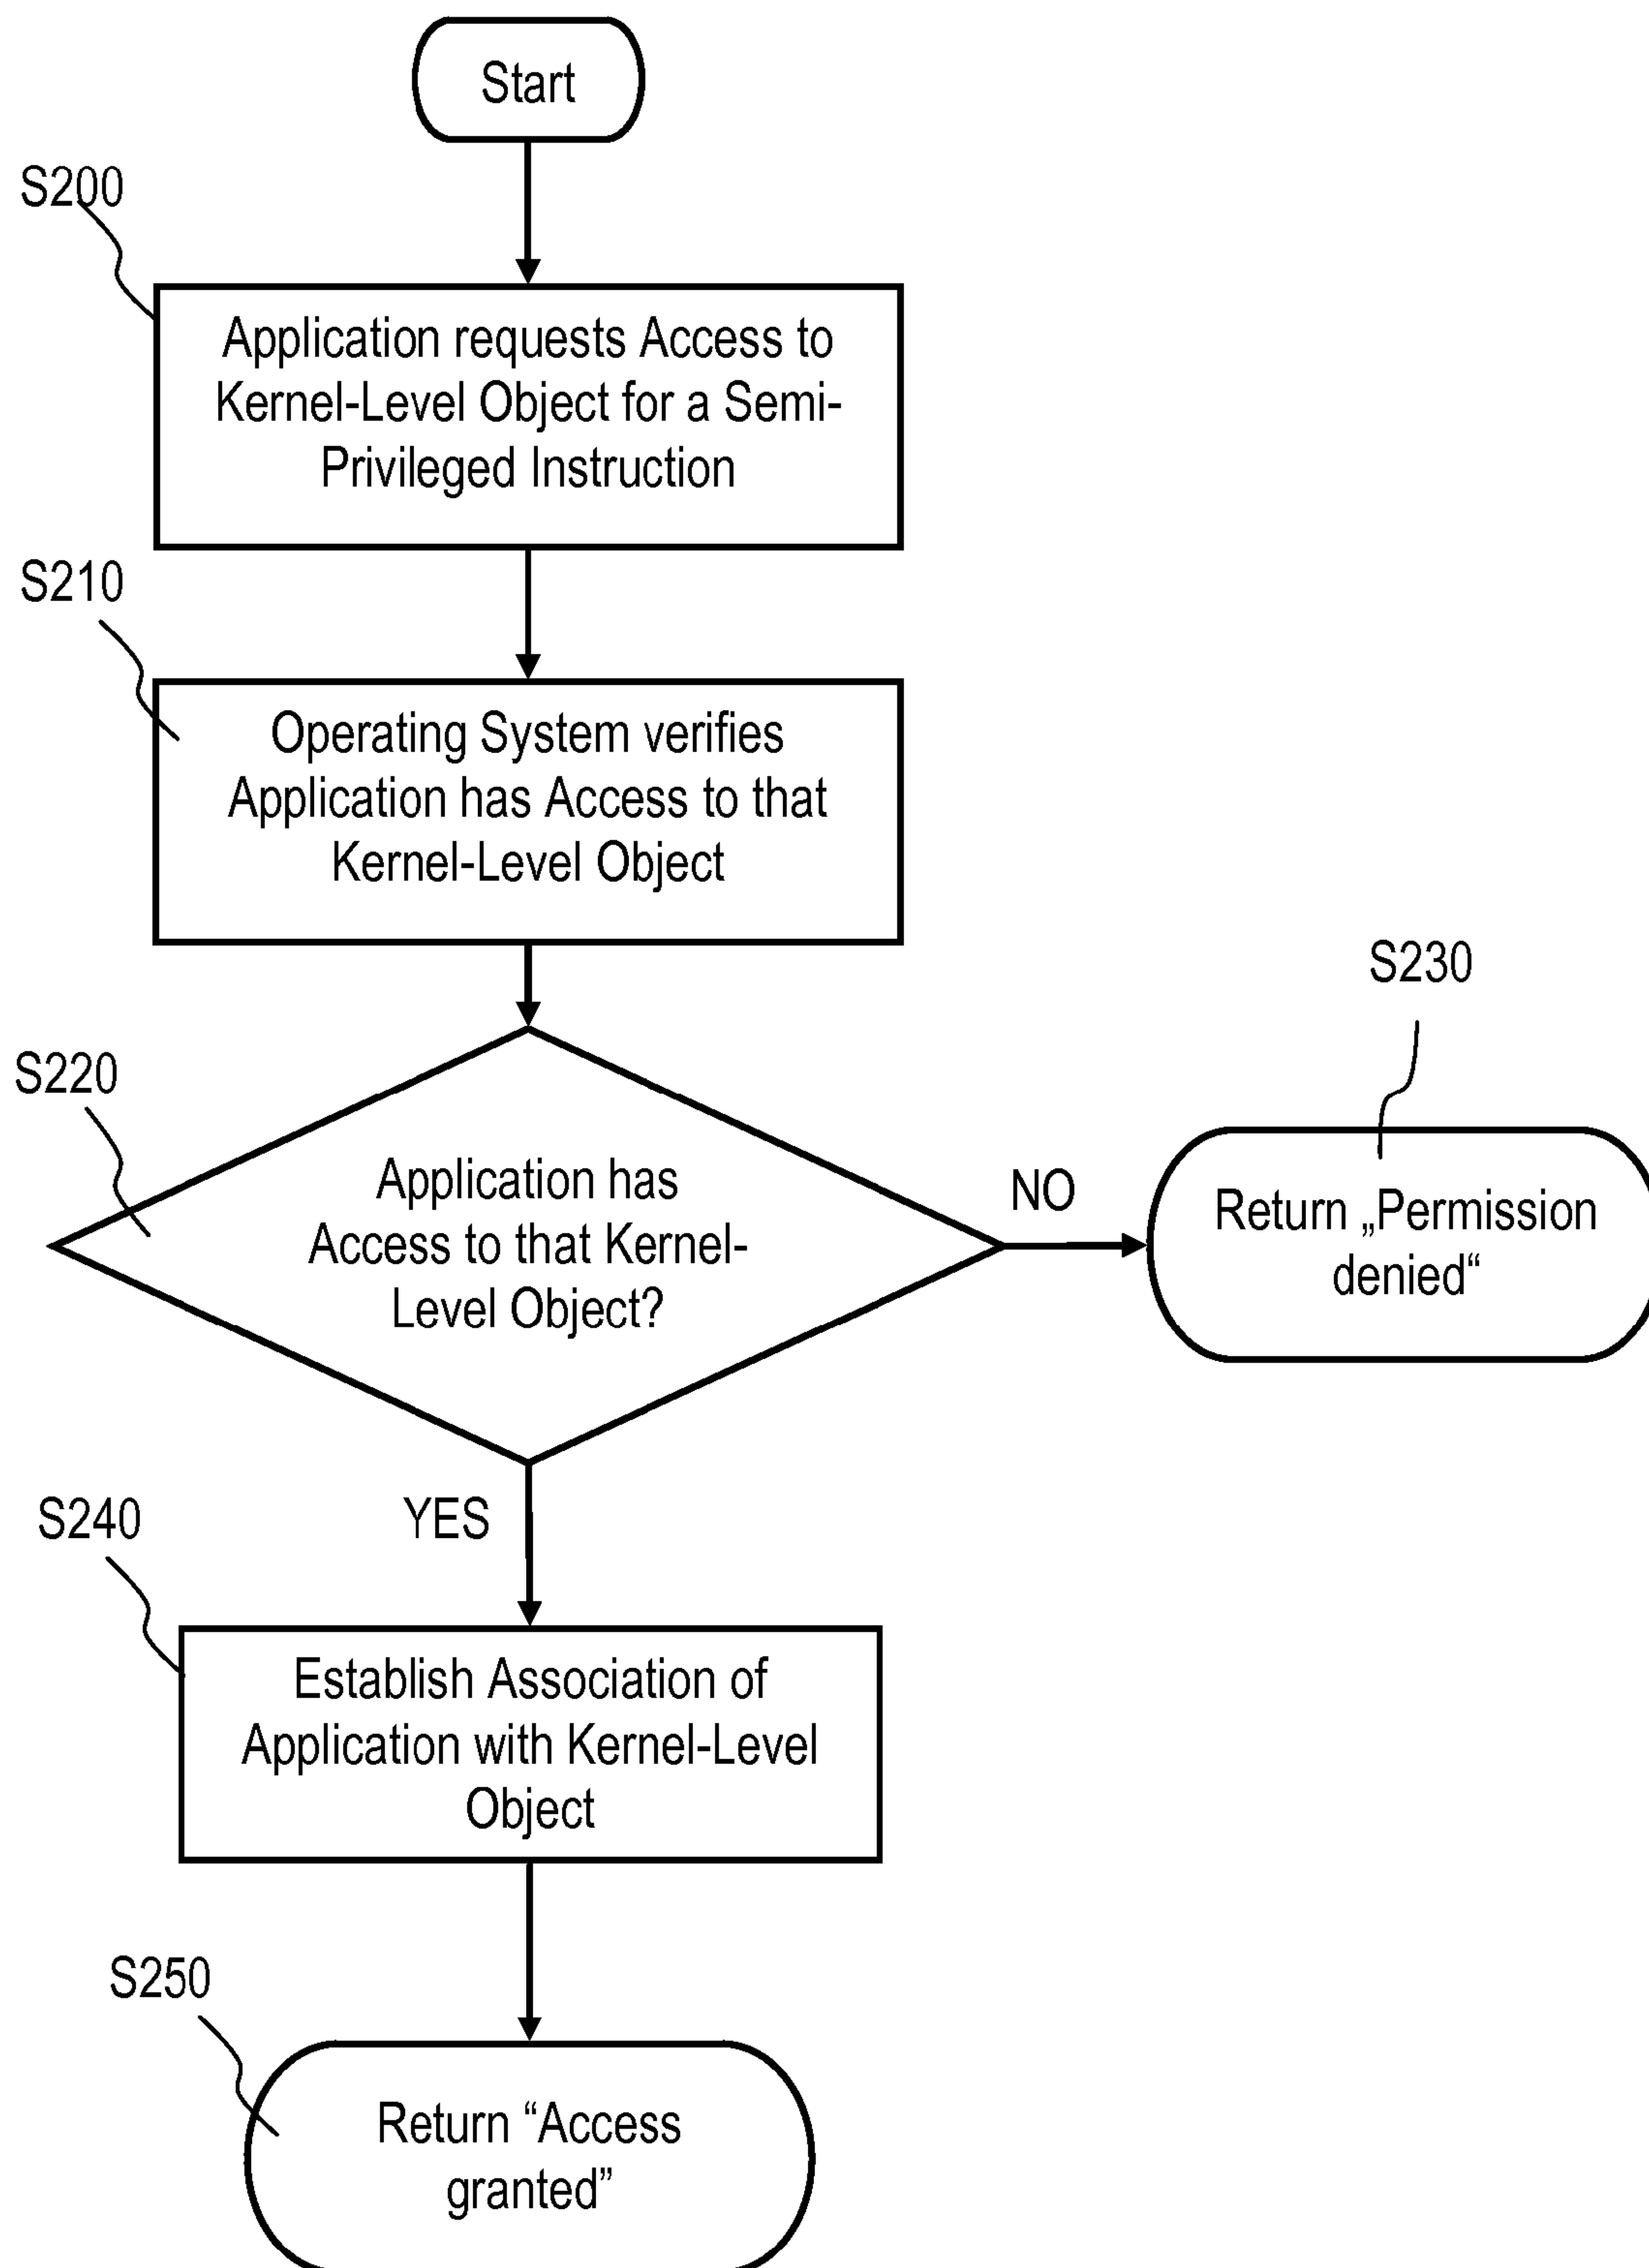 Start
S200
Application requests Access to
Kernel-Level Object for a Semi-
Privileged Instruction
S210
Operating System verifies
Application has Access to that
Kernel-Level Object
S220
Application has
Access to that Kernel-
Level Object?
NO
S230
Return „Permission
denied“
YES
S240
Establish Association of
Application with Kernel-Level
Object
S250
Return “Access
granted”